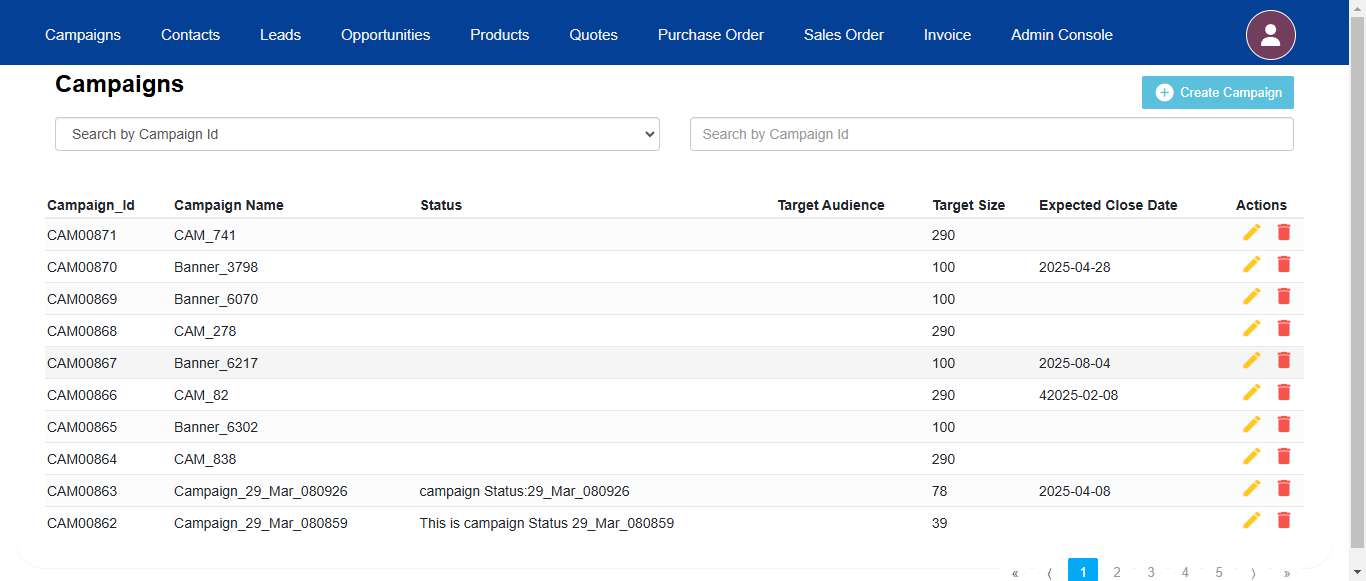 Campaigns Contacts Leads Opportunities Products Quotes Purchase Order Sales Order Invoice Admin Console
Campaigns
Create Campaign
Search by Campaign Id Search by Campaign Id
Campaign_Id Campaign Name Status Target Audience Target Size Expected Close Date Actions
CAM00871 CAM_741 290
CAM00870 Banner_3798 100 2025-04-28
CAM00869 Banner_6070 100
CAM00868 CAM_278 290
CAM00867 Banner_6217 100 2025-08-04
CAM00866 CAM_82 290 42025-02-08
CAM00865 Banner_6302 100
CAM00864 CAM_838 290
CAM00863 Campaign_29_Mar_080926 campaign Status:29_Mar_080926 78 2025-04-08
CAM00862 Campaign_29_Mar_080859 This is campaign Status 29_Mar_080859 39
« ⟨ 1 2 3 4 5 ⟩ »